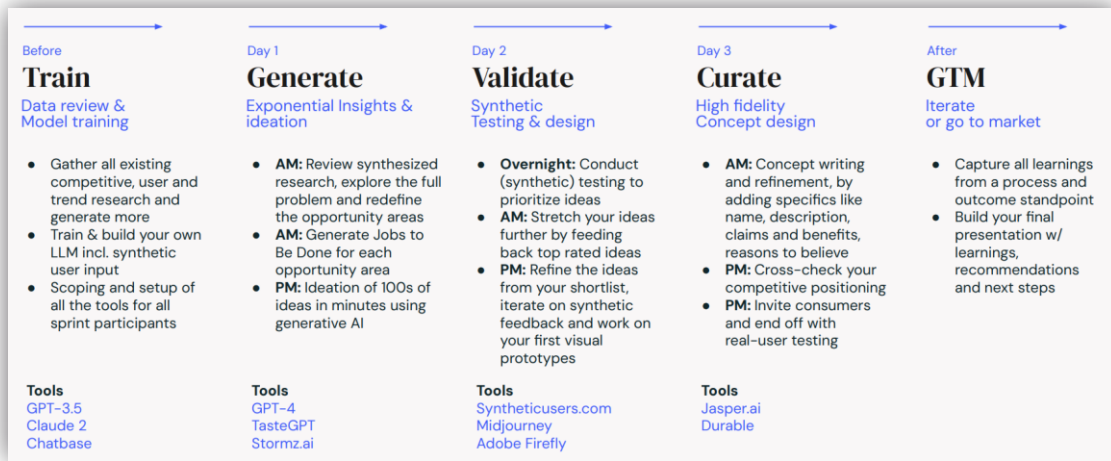 Before
Train
Data review &
Model training
● Gather all existing
competitive, user and
trend research and
generate more
● Train & build your own
LLM incl. synthetic
user input
● Scoping and setup of
all the tools for all
sprint participants
Tools
GPT-3.5
Claude 2
Chatbase
Day 1
Generate
Exponential Insights &
ideation
● AM: Review synthesized
research, explore the full
problem and redefine
the opportunity areas
● AM: Generate Jobs to
Be Done for each
opportunity area
● PM: Ideation of 100s of
ideas in minutes using
generative AI
Tools
GPT-4
TasteGPT
Stormz.ai
Day 2
Validate
Synthetic
Testing & design
● Overnight: Conduct
(synthetic) testing to
prioritize ideas
● AM: Stretch your ideas
further by feeding
back top rated ideas
● PM: Refine the ideas
from your shortlist,
iterate on synthetic
feedback and work on
your first visual
prototypes
Tools
Syntheticusers.com
Midjourney
Adobe Firefly
Day 3
Curate
High fidelity
Concept design
● AM: Concept writing
and refinement, by
adding specifics like
name, description,
claims and benefits,
reasons to believe
● PM: Cross-check your
competitive positioning
● PM: Invite consumers
and end off with
real-user testing
Tools
Jasper.ai
Durable
After
GTM
Iterate
or go to market
● Capture all learnings
from a process and
outcome standpoint
● Build your final
presentation w/
learnings,
recommendations
and next steps